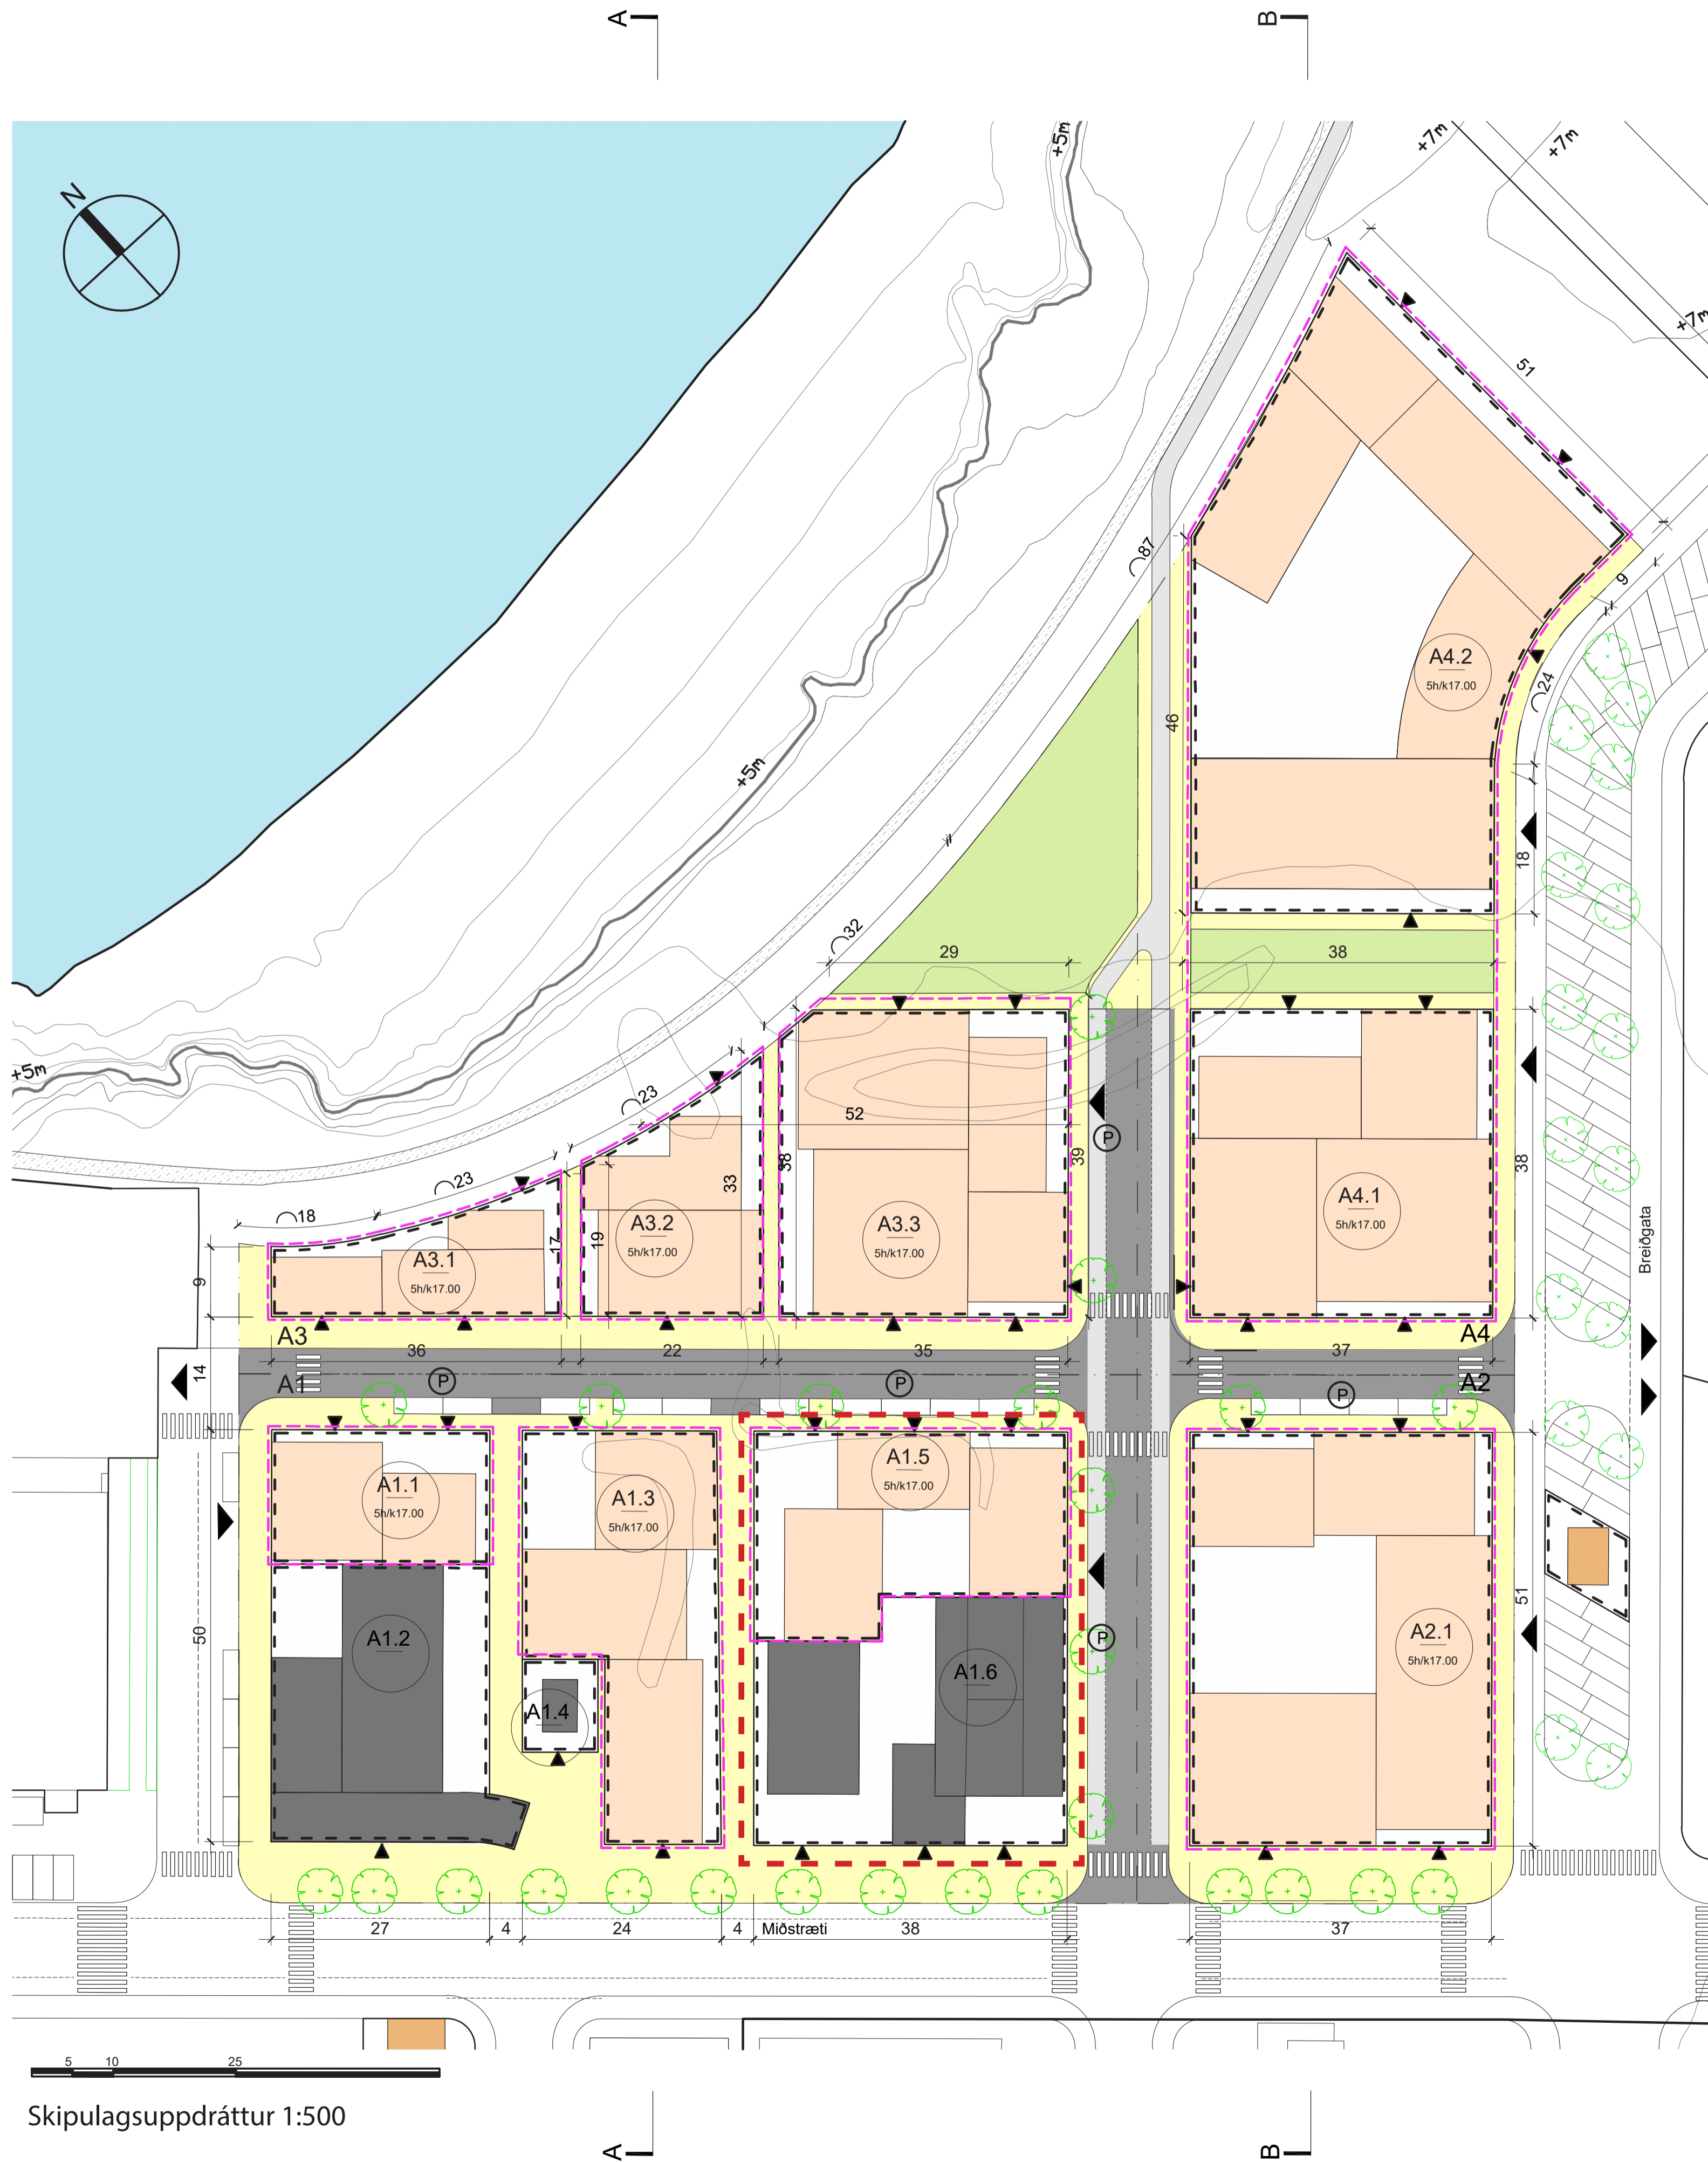 A
B
N
+5m
+7m
+7m
+7m
51
87
9
A4.2
5h/k17.00
24
46
+5m
18
32
29
38
+5m
23
52
38
33
39
38
23
18
17
19
9
A3.1
5h/k17.00
A3.2
5h/k17.00
A3.3
5h/k17.00
P
A4.1
5h/k17.00
Breiðgata
A3
A4
36
22
35
37
14
A1
P
P
P
A2
A1.1
5h/k17.00
A1.3
5h/k17.00
A1.5
5h/k17.00
50
A1.2
A1.4
A1.6
P
A2.1
5h/k17.00
51
27
4
24
4
Miðstræti
38
37
5
10
25
Skipulagsuppdráttur 1:500
A
B